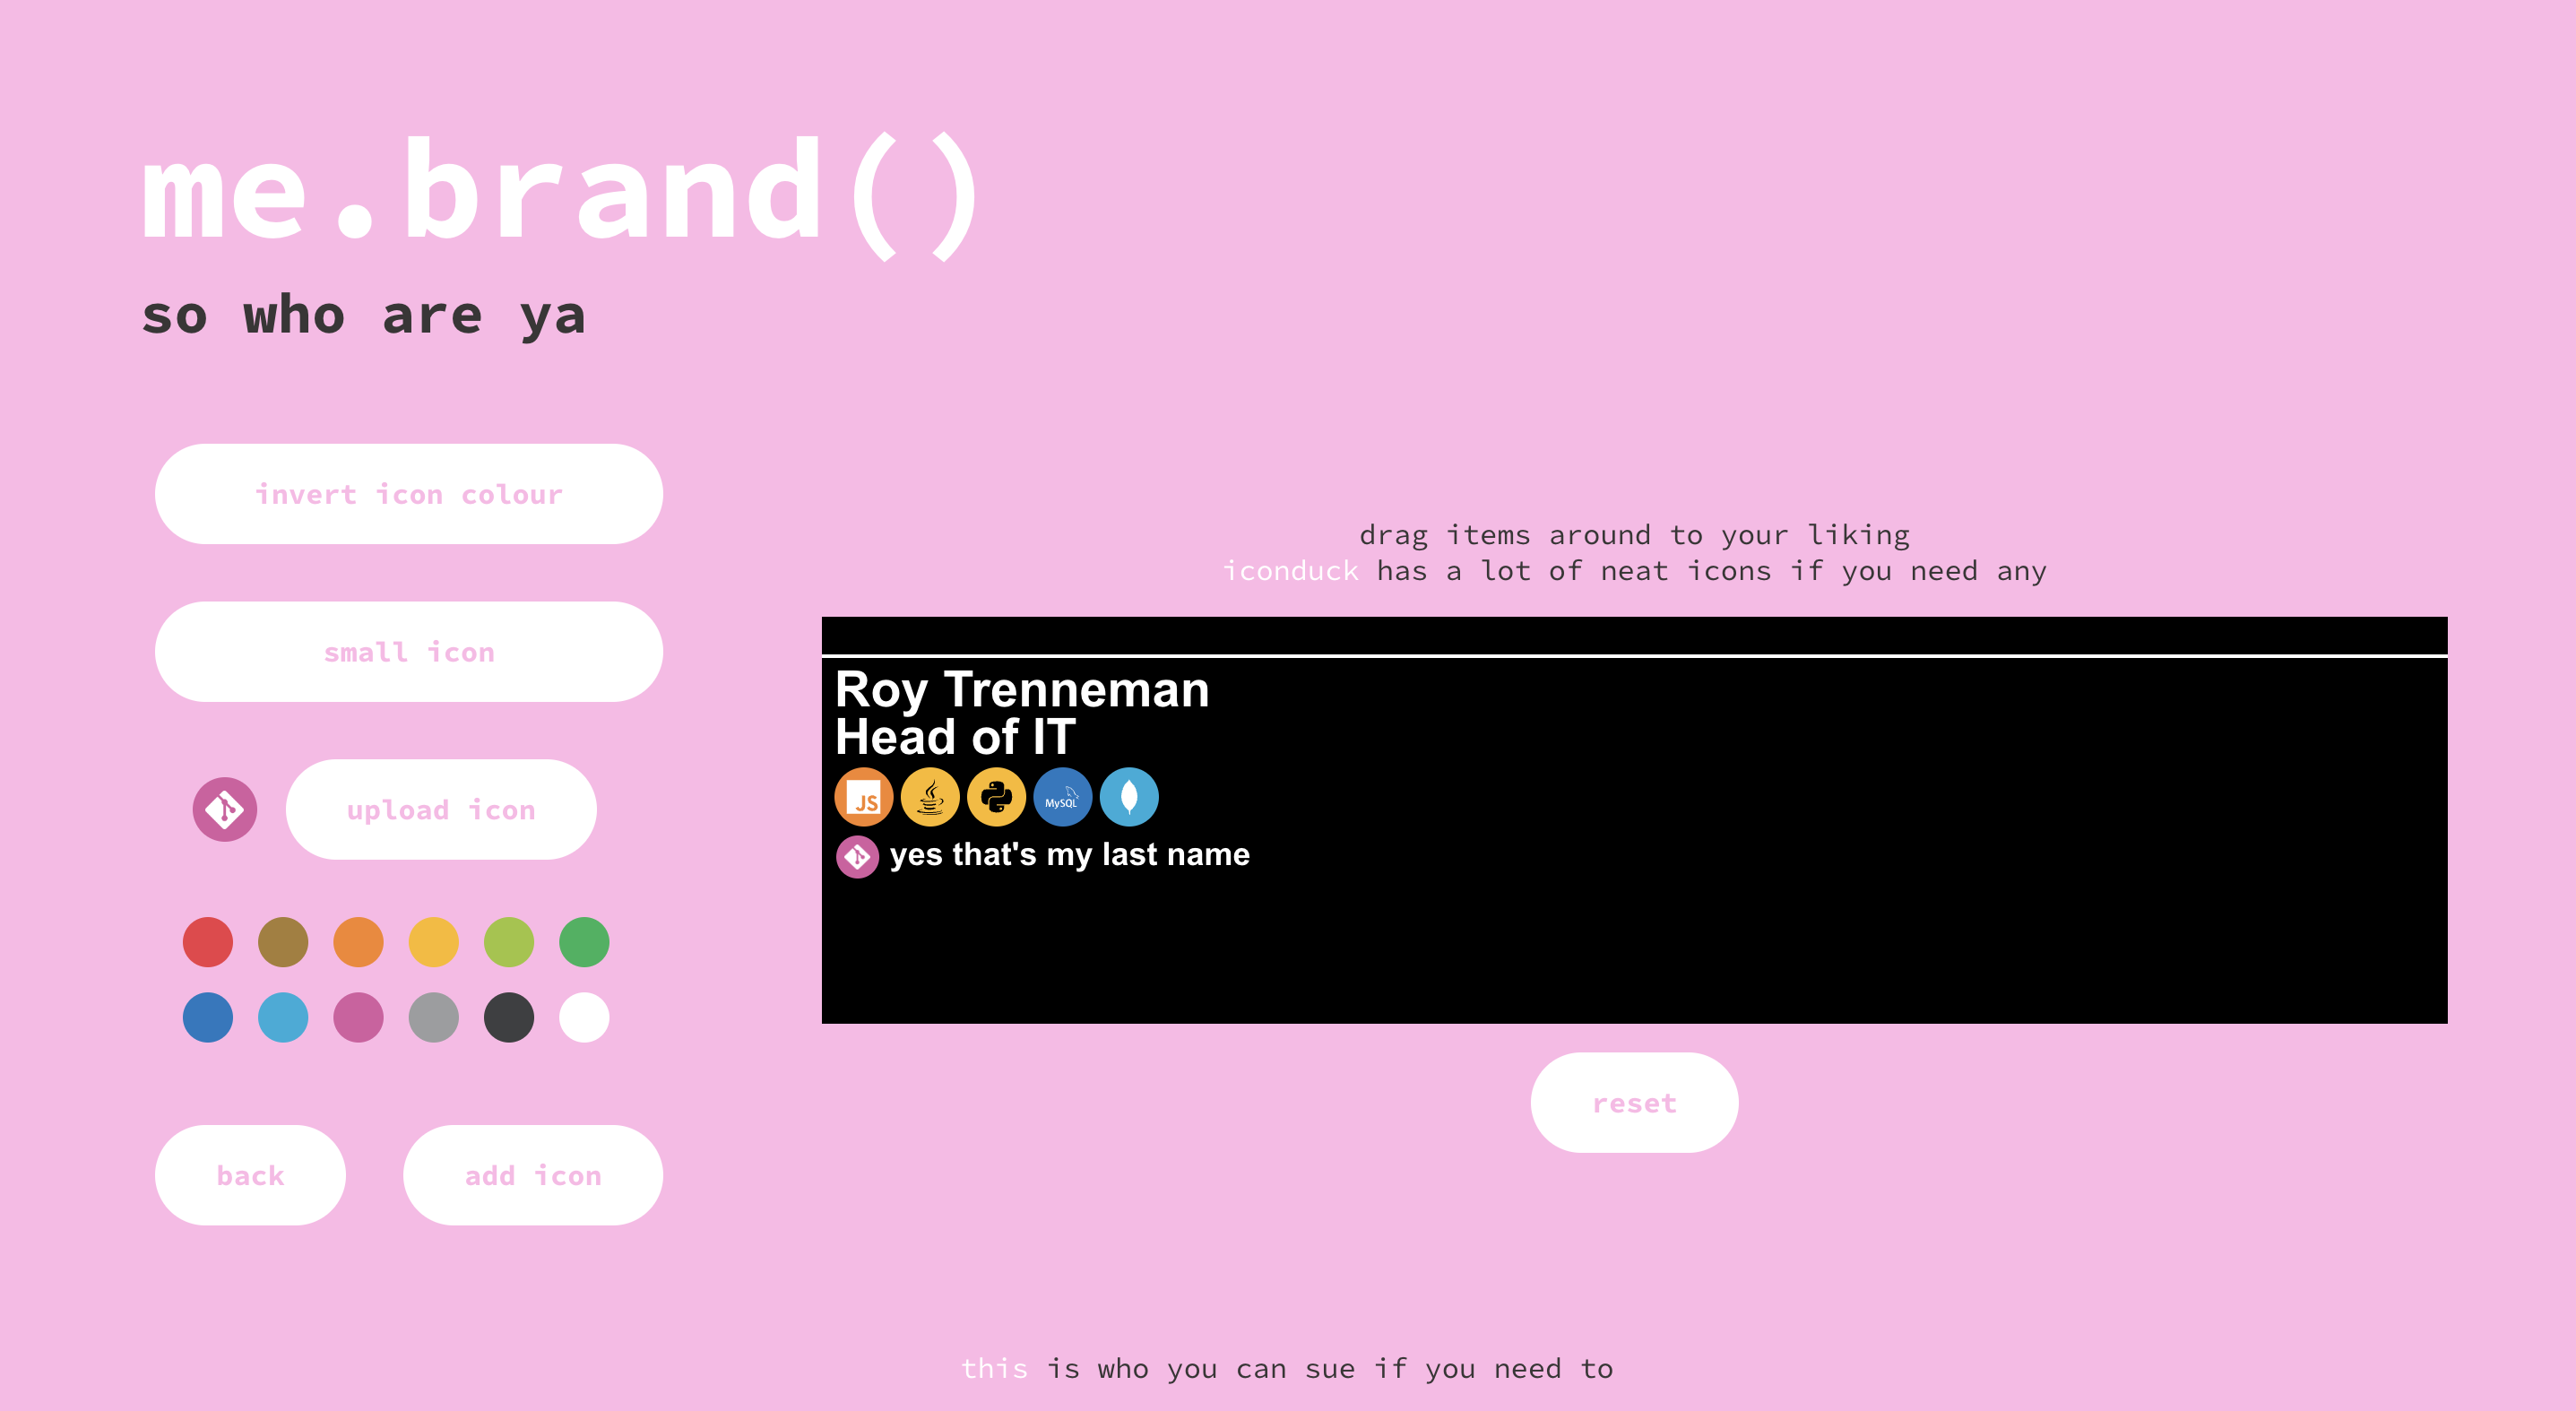 me.brand()
so who are ya
invert icon colour
small icon
upload icon
back
add icon
drag items around to your liking
iconduck has a lot of neat icons if you need any
Roy Trenneman
Head of IT
JS
MySQL
yes that's my last name
reset
this is who you can sue if you need to